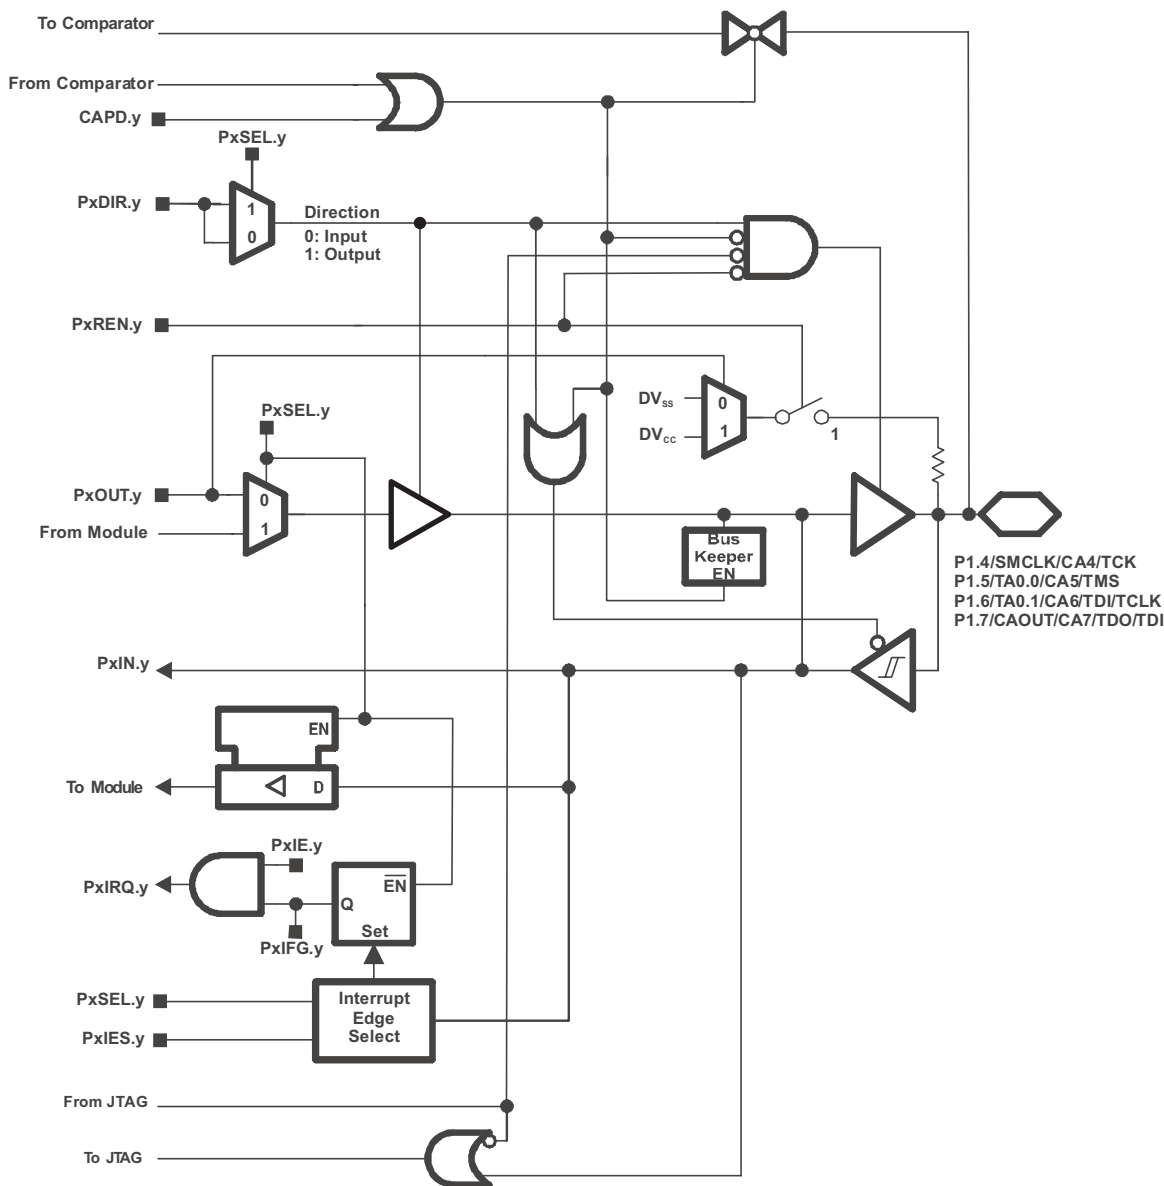 To Comparator
From Comparator
CAPD.y
PxSEL.y
PxDIR.y
1
0
Direction
0: Input
1: Output
PxREN.y
DVSS
0
DVCC
1
1
PxSEL.y
PxOUT.y
0
From Module
1
Bus
Keeper
EN
P1.4/SMCLK/CA4/TCK
P1.5/TA0.0/CA5/TMS
P1.6/TA0.1/CA6/TDI/TCLK
P1.7/CAOUT/CA7/TDO/TDI
PxIN.y
EN
To Module
D
PxIE.y
PxIRQ.y
EN
Q
Set
PxIFG.y
PxSEL.y
PxIES.y
Interrupt
Edge
Select
From JTAG
To JTAG